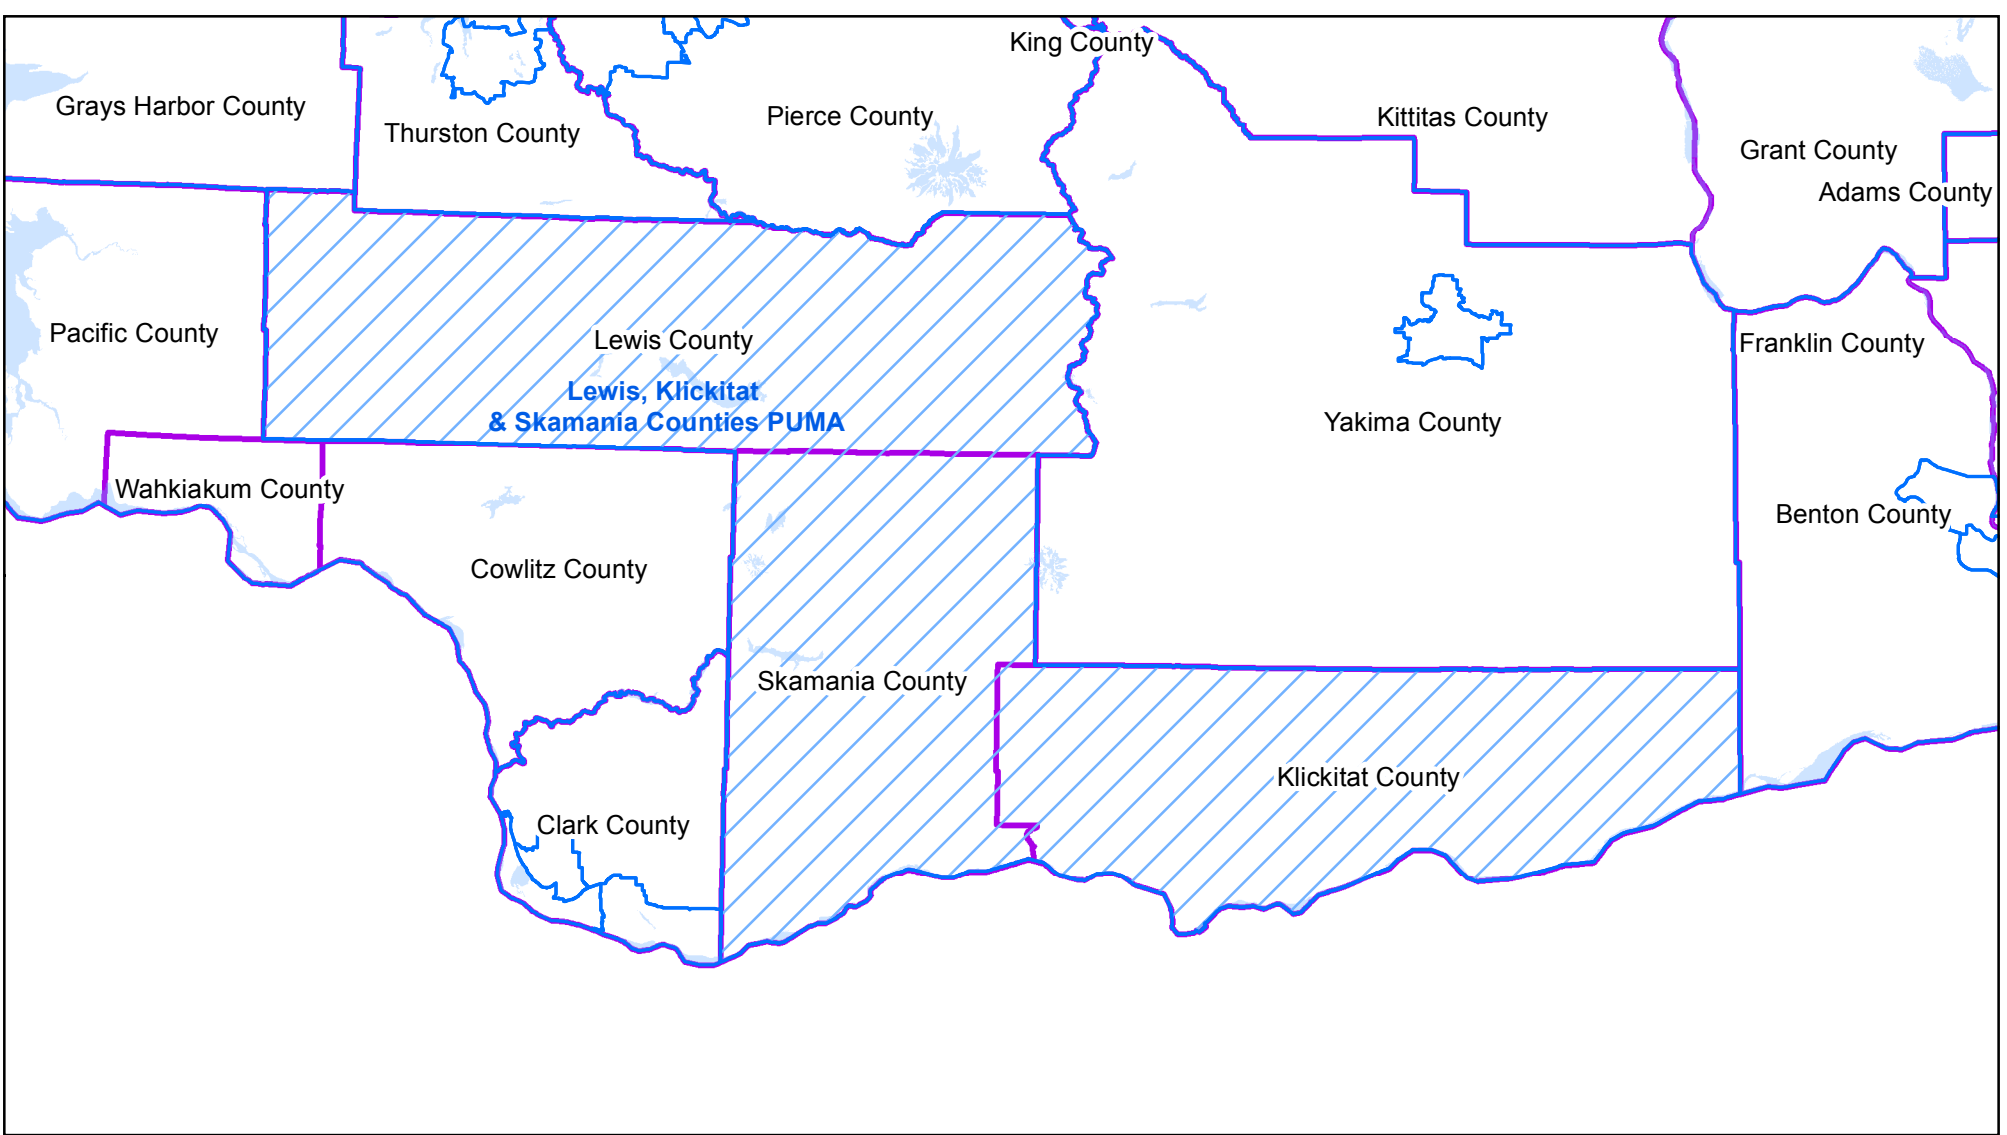 King County
Grays Harbor County
Thurston County
Pierce County
Kittitas County
Grant County
Adams County
Pacific County
Lewis County
Franklin County
Lewis, Klickitat
& Skamania Counties PUMA
Yakima County
Wahkiakum County
Benton County
Cowlitz County
Skamania County
Klickitat County
Clark County